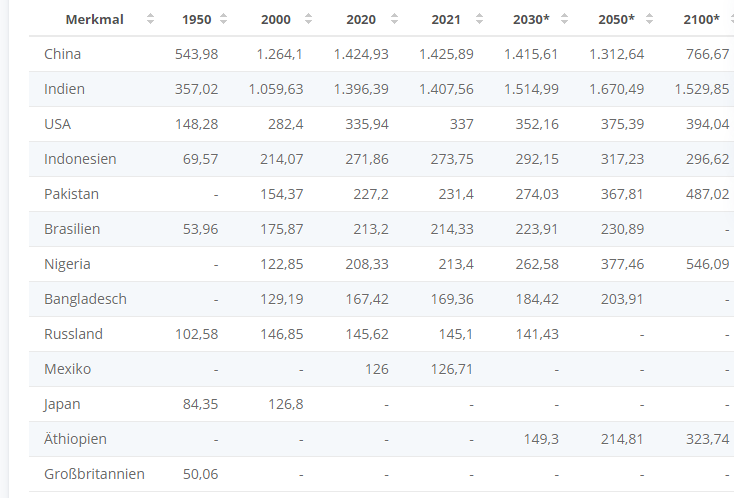 Merkmal 1950 2000 2020 2021 2030* 2050* 2100*
China 543,98 1.264,1 1.424,93 1.425,89 1.415,61 1.312,64 766,67
Indien 357,02 1.059,63 1.396,39 1.407,56 1.514,99 1.670,49 1.529,85
USA 148,28 282,4 335,94 337 352,16 375,39 394,04
Indonesien 69,57 214,07 271,86 273,75 292,15 317,23 296,62
Pakistan - 154,37 227,2 231,4 274,03 367,81 487,02
Brasilien 53,96 175,87 213,2 214,33 223,91 230,89 -
Nigeria - 122,85 208,33 213,4 262,58 377,46 546,09
Bangladesch - 129,19 167,42 169,36 184,42 203,91 -
Russland 102,58 146,85 145,62 145,1 141,43 - -
Mexiko - - 126 126,71 - - -
Japan 84,35 126,8 - - - - -
Äthiopien - - - - 149,3 214,81 323,74
Großbritannien 50,06 - - - - - -